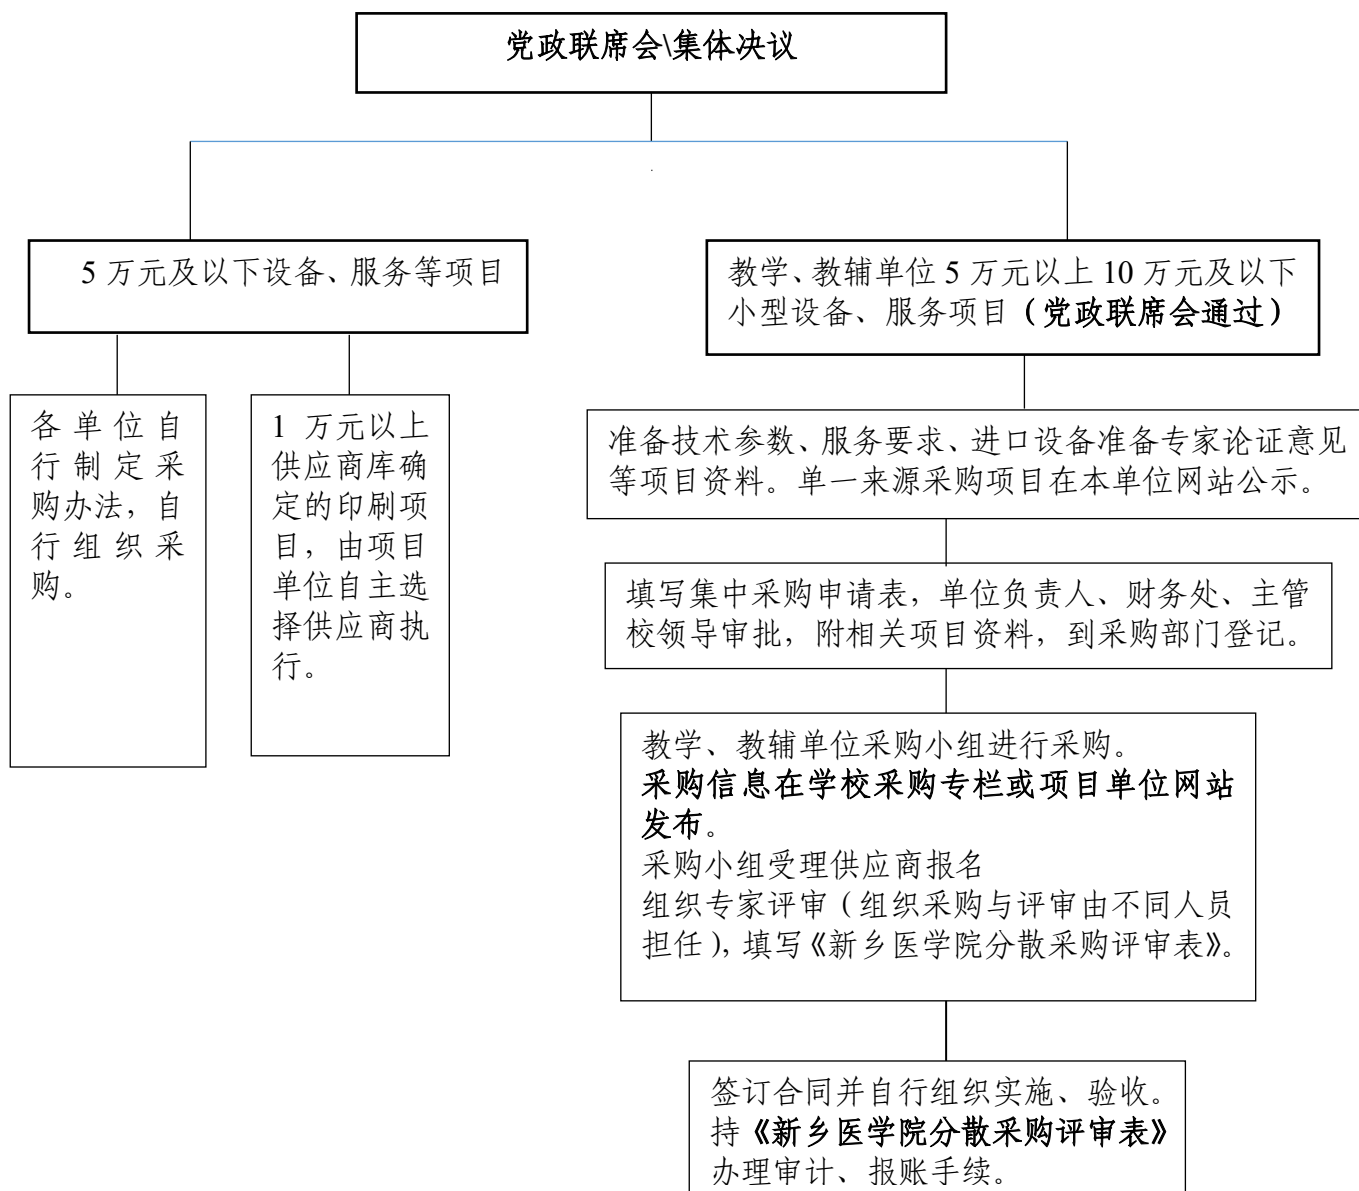 党政联席会\集体决议
5 万元及以下设备、服务等项目
教学、教辅单位 5 万元以上 10 万元及以下
小型设备、服务项目（党政联席会通过）
各单位自
行制定采
购办法，自
行组织采
购。
1 万元以上
供应商库确
定的印刷项
目，由项目
单位自主选
择供应商执
行。
准备技术参数、服务要求、进口设备准备专家论证意见
等项目资料。单一来源采购项目在本单位网站公示。
填写集中采购申请表，单位负责人、财务处、主管
校领导审批，附相关项目资料，到采购部门登记。
教学、教辅单位采购小组进行采购。
采购信息在学校采购专栏或项目单位网站
发布。
采购小组受理供应商报名
组织专家评审（组织采购与评审由不同人员
担任），填写《新乡医学院分散采购评审表》。
签订合同并自行组织实施、验收。
持《新乡医学院分散采购评审表》
办理审计、报账手续。